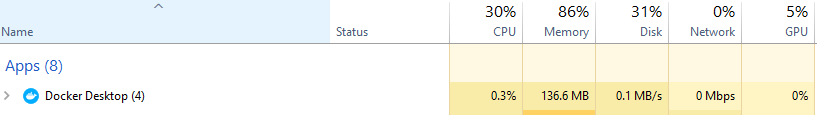 30% 86% 31% 0% 5%
Name Status CPU Memory Disk Network GPU
Apps (8)
Docker Desktop (4) 0.3% 136.6 MB 0.1 MB/s 0 Mbps 0%